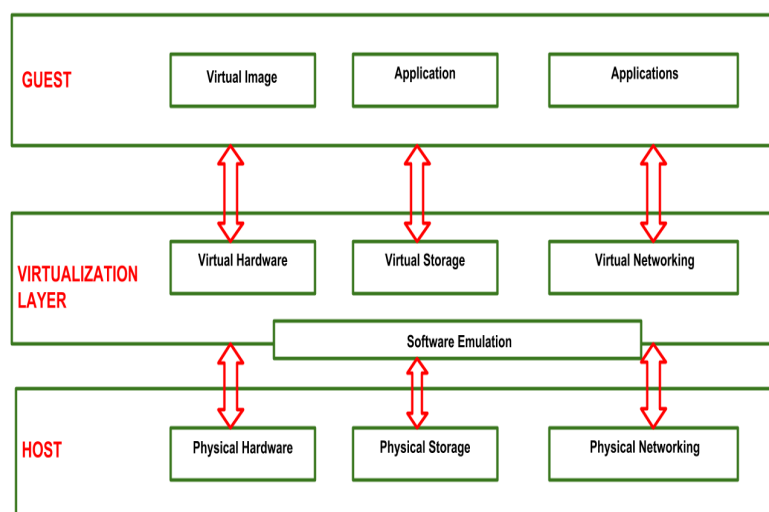 GUEST
Virtual Image
Application
Applications
VIRTUALIZATION
LAYER
Virtual Hardware
Virtual Storage
Virtual Networking
Software Emulation
HOST
Physical Hardware
Physical Storage
Physical Networking